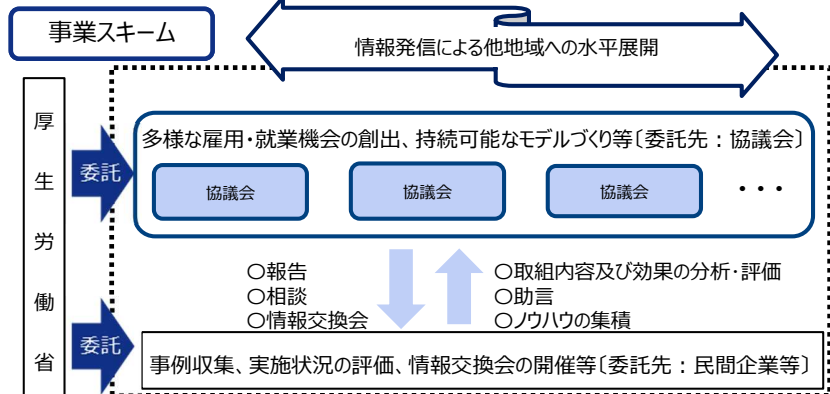 事業スキーム
情報発信による他地域への水平展開
厚生労働省
委託
多様な雇用・就業機会の創出、持続可能なモデルづくり等〔委託先：協議会〕
協議会
協議会
協議会
・・・
〇報告
〇相談
〇情報交換会
〇取組内容及び効果の分析・評価
〇助言
〇ノウハウの集積
委託
事例収集、実施状況の評価、情報交換会の開催等〔委託先：民間企業等〕